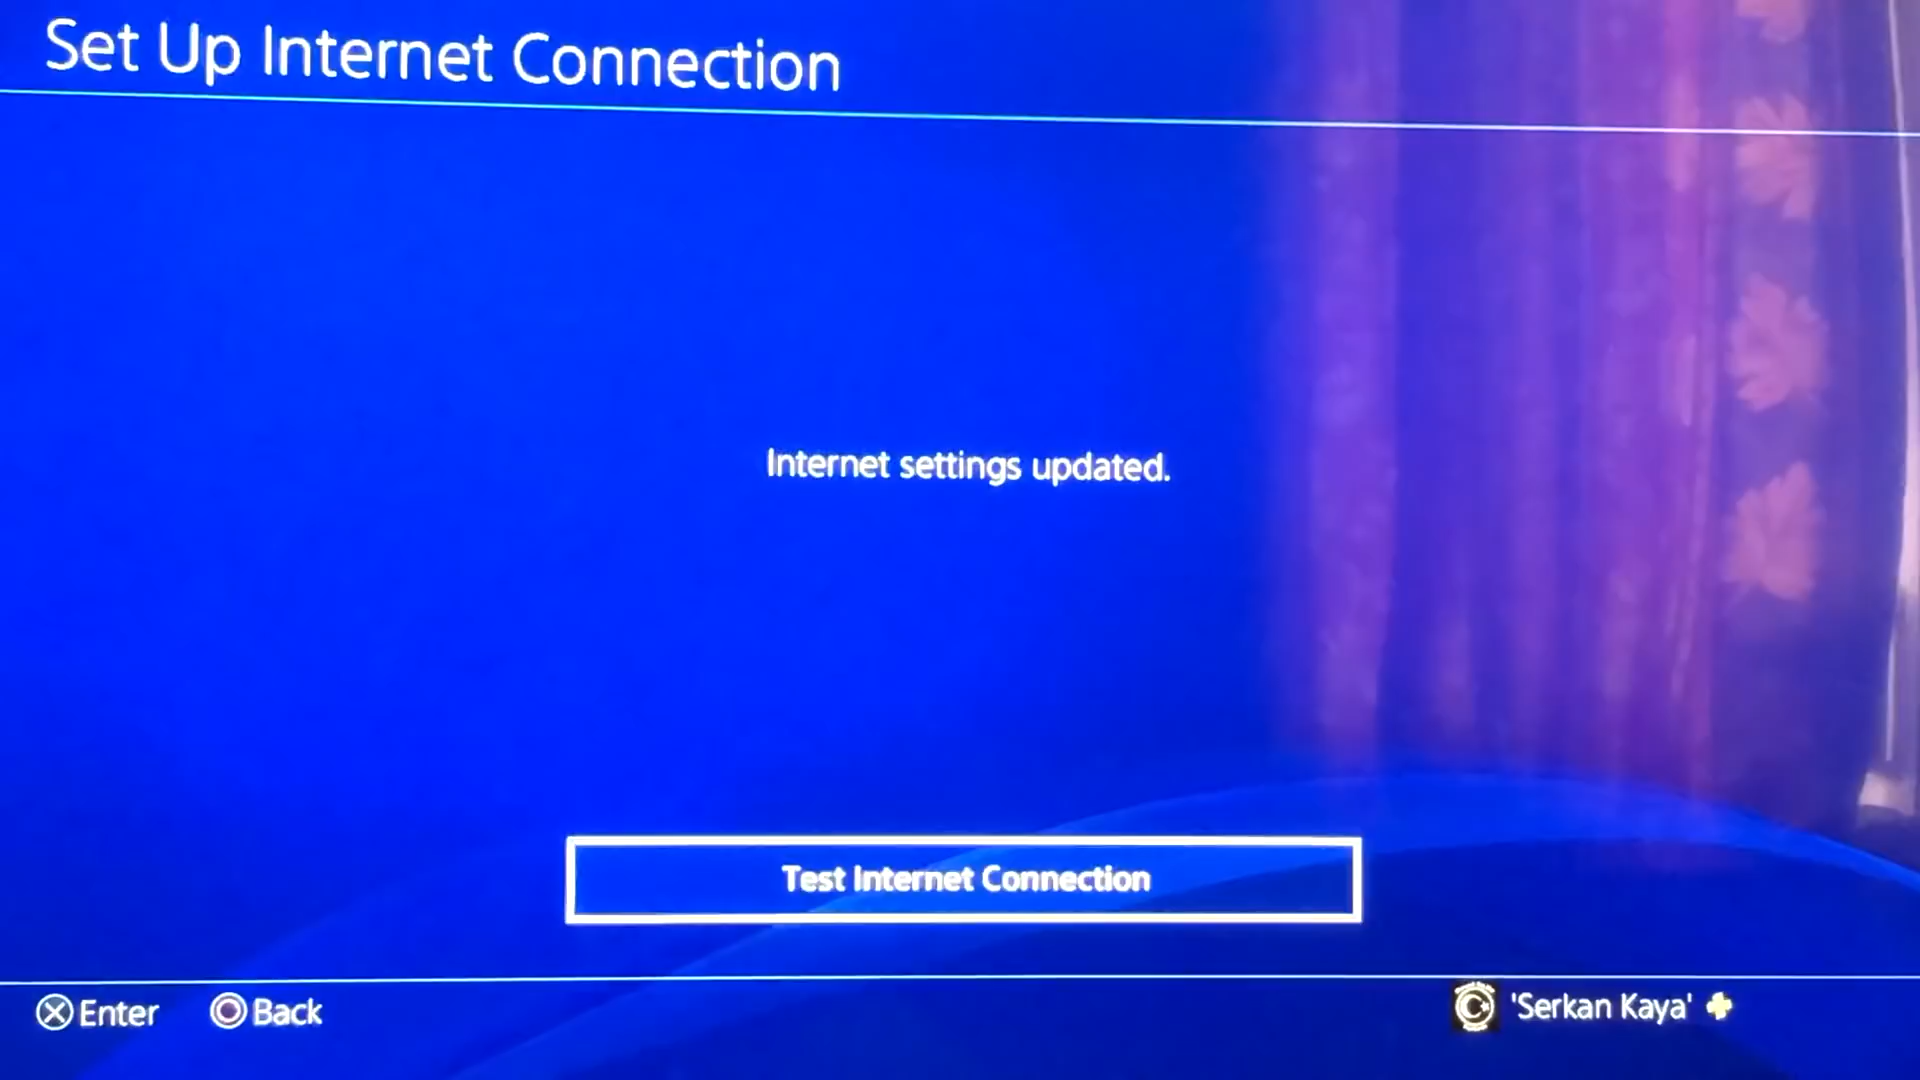 Set Up Internet Connection
Internet settings updated.
Test Internet Connection
Enter Back 'Serkan Kaya'